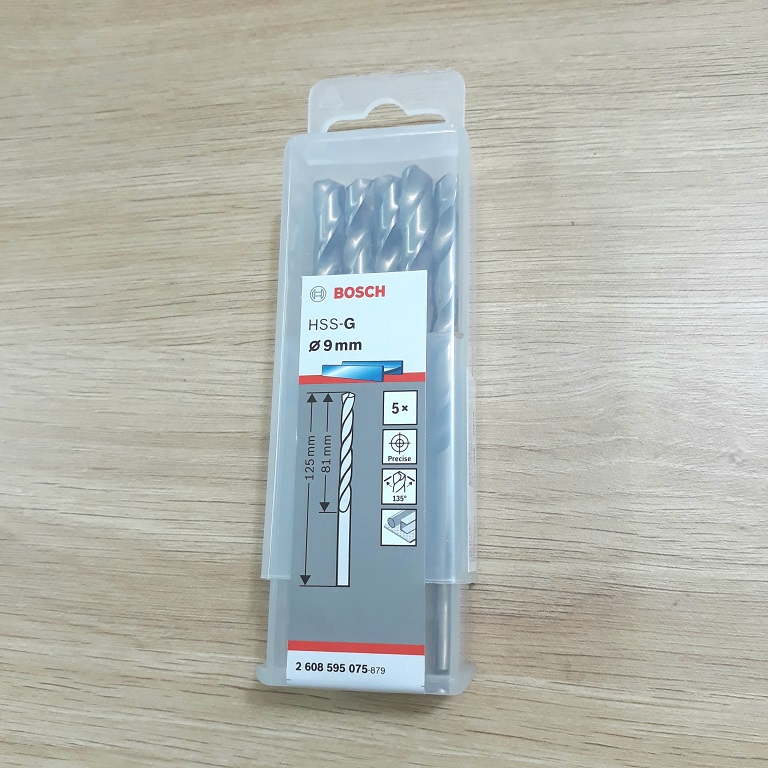 BOSCH
HSS-G
Ø 9 mm
125 mm
81 mm
5×
Precise
135°
2 608 595 075-879